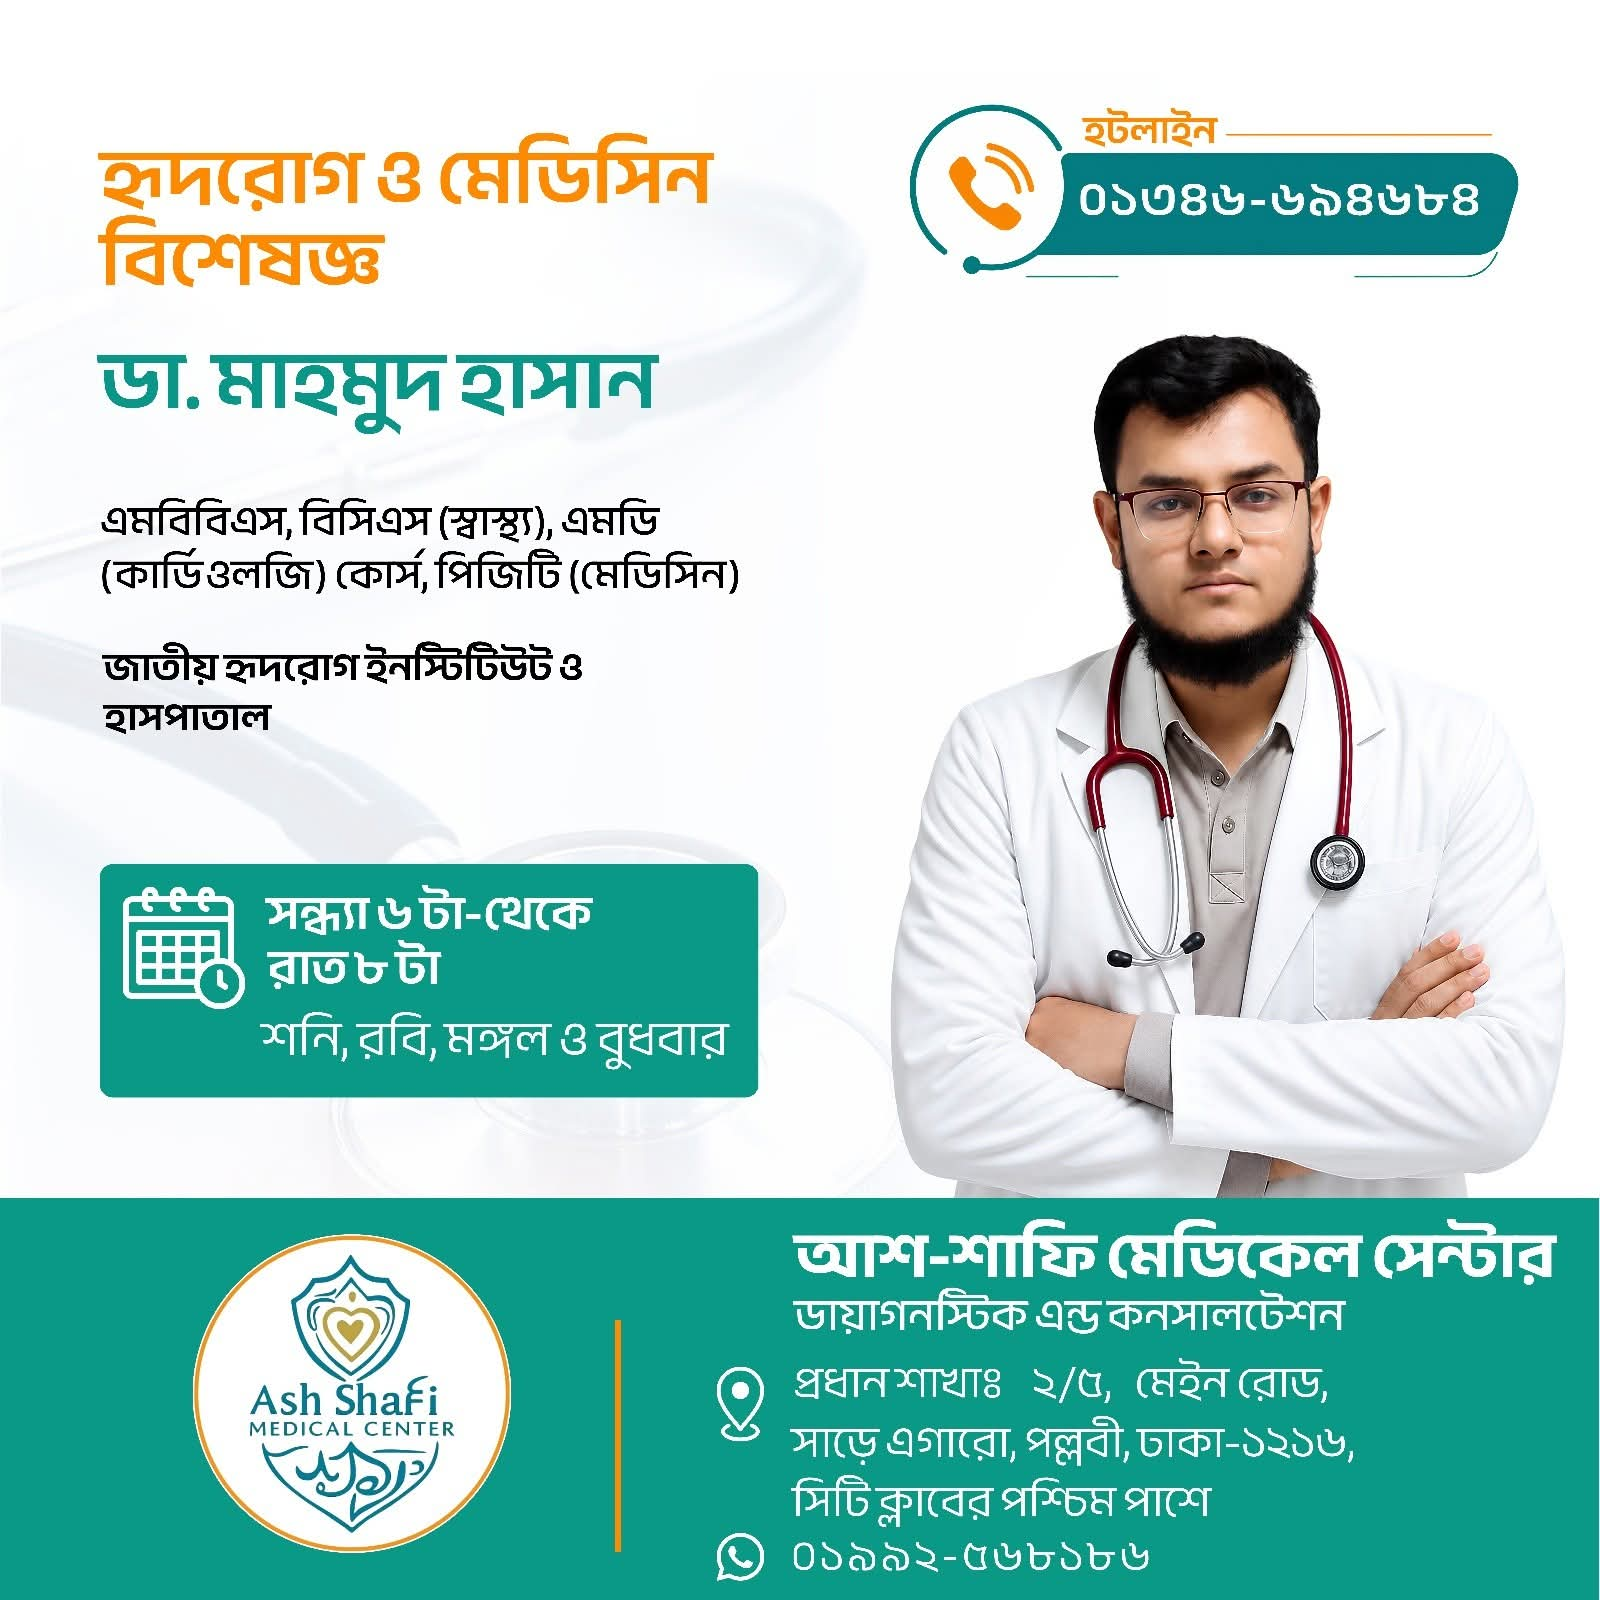 হটলাইন
০১৩৪৬-৬৯৪৬৮৪
হৃদরোগ ও মেডিসিন
বিশেষজ্ঞ
ডা. মাহমুদ হাসান
এমবিবিএস, বিসিএস (স্বাস্থ্য), এমডি
(কার্ডিওলজি) কোর্স, পিজিটি (মেডিসিন)
জাতীয় হৃদরোগ ইনস্টিটিউট ও
হাসপাতাল
সন্ধ্যা ৬ টা-থেকে
রাত ৮ টা
শনি, রবি, মঙ্গল ও বুধবার
Ash Shafi
MEDICAL CENTER
আশ-শাফি মেডিকেল সেন্টার
ডায়াগনস্টিক এন্ড কনসালটেশন
প্রধান শাখাঃ ২/৫, মেইন রোড,
সাড়ে এগারো, পল্লবী, ঢাকা-১২১৬,
সিটি ক্লাবের পশ্চিম পাশে
০১৯৯২-৫৬৮১৮৬